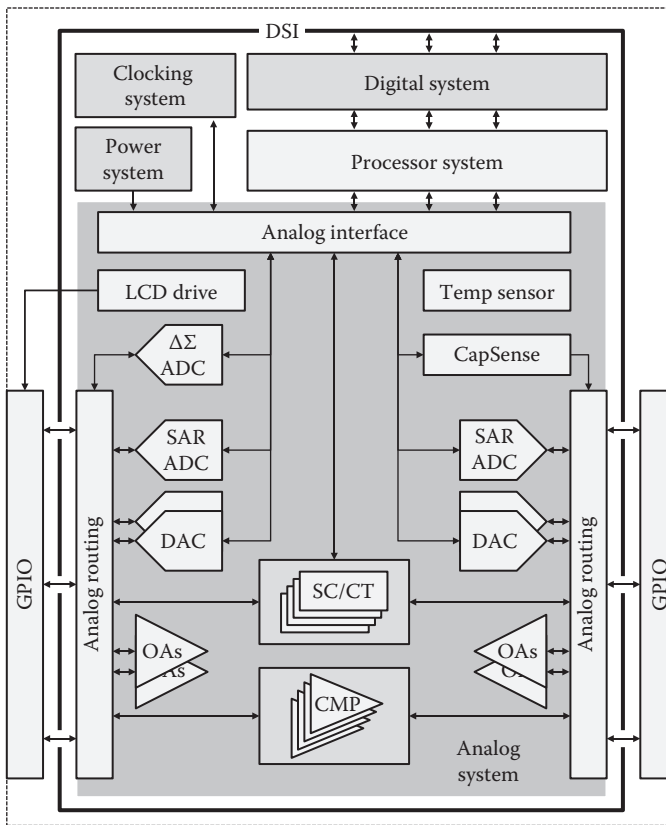 DSI
Clocking
system
Digital system
Power
system
Processor system
Analog interface
LCD drive
Temp sensor
ΔΣ
ADC
CapSense
SAR
ADC
SAR
ADC
DAC
DAC
GPIO
Analog routing
SC/CT
Analog routing
GPIO
OAs
As
OAs
O
CMP
Analog
system